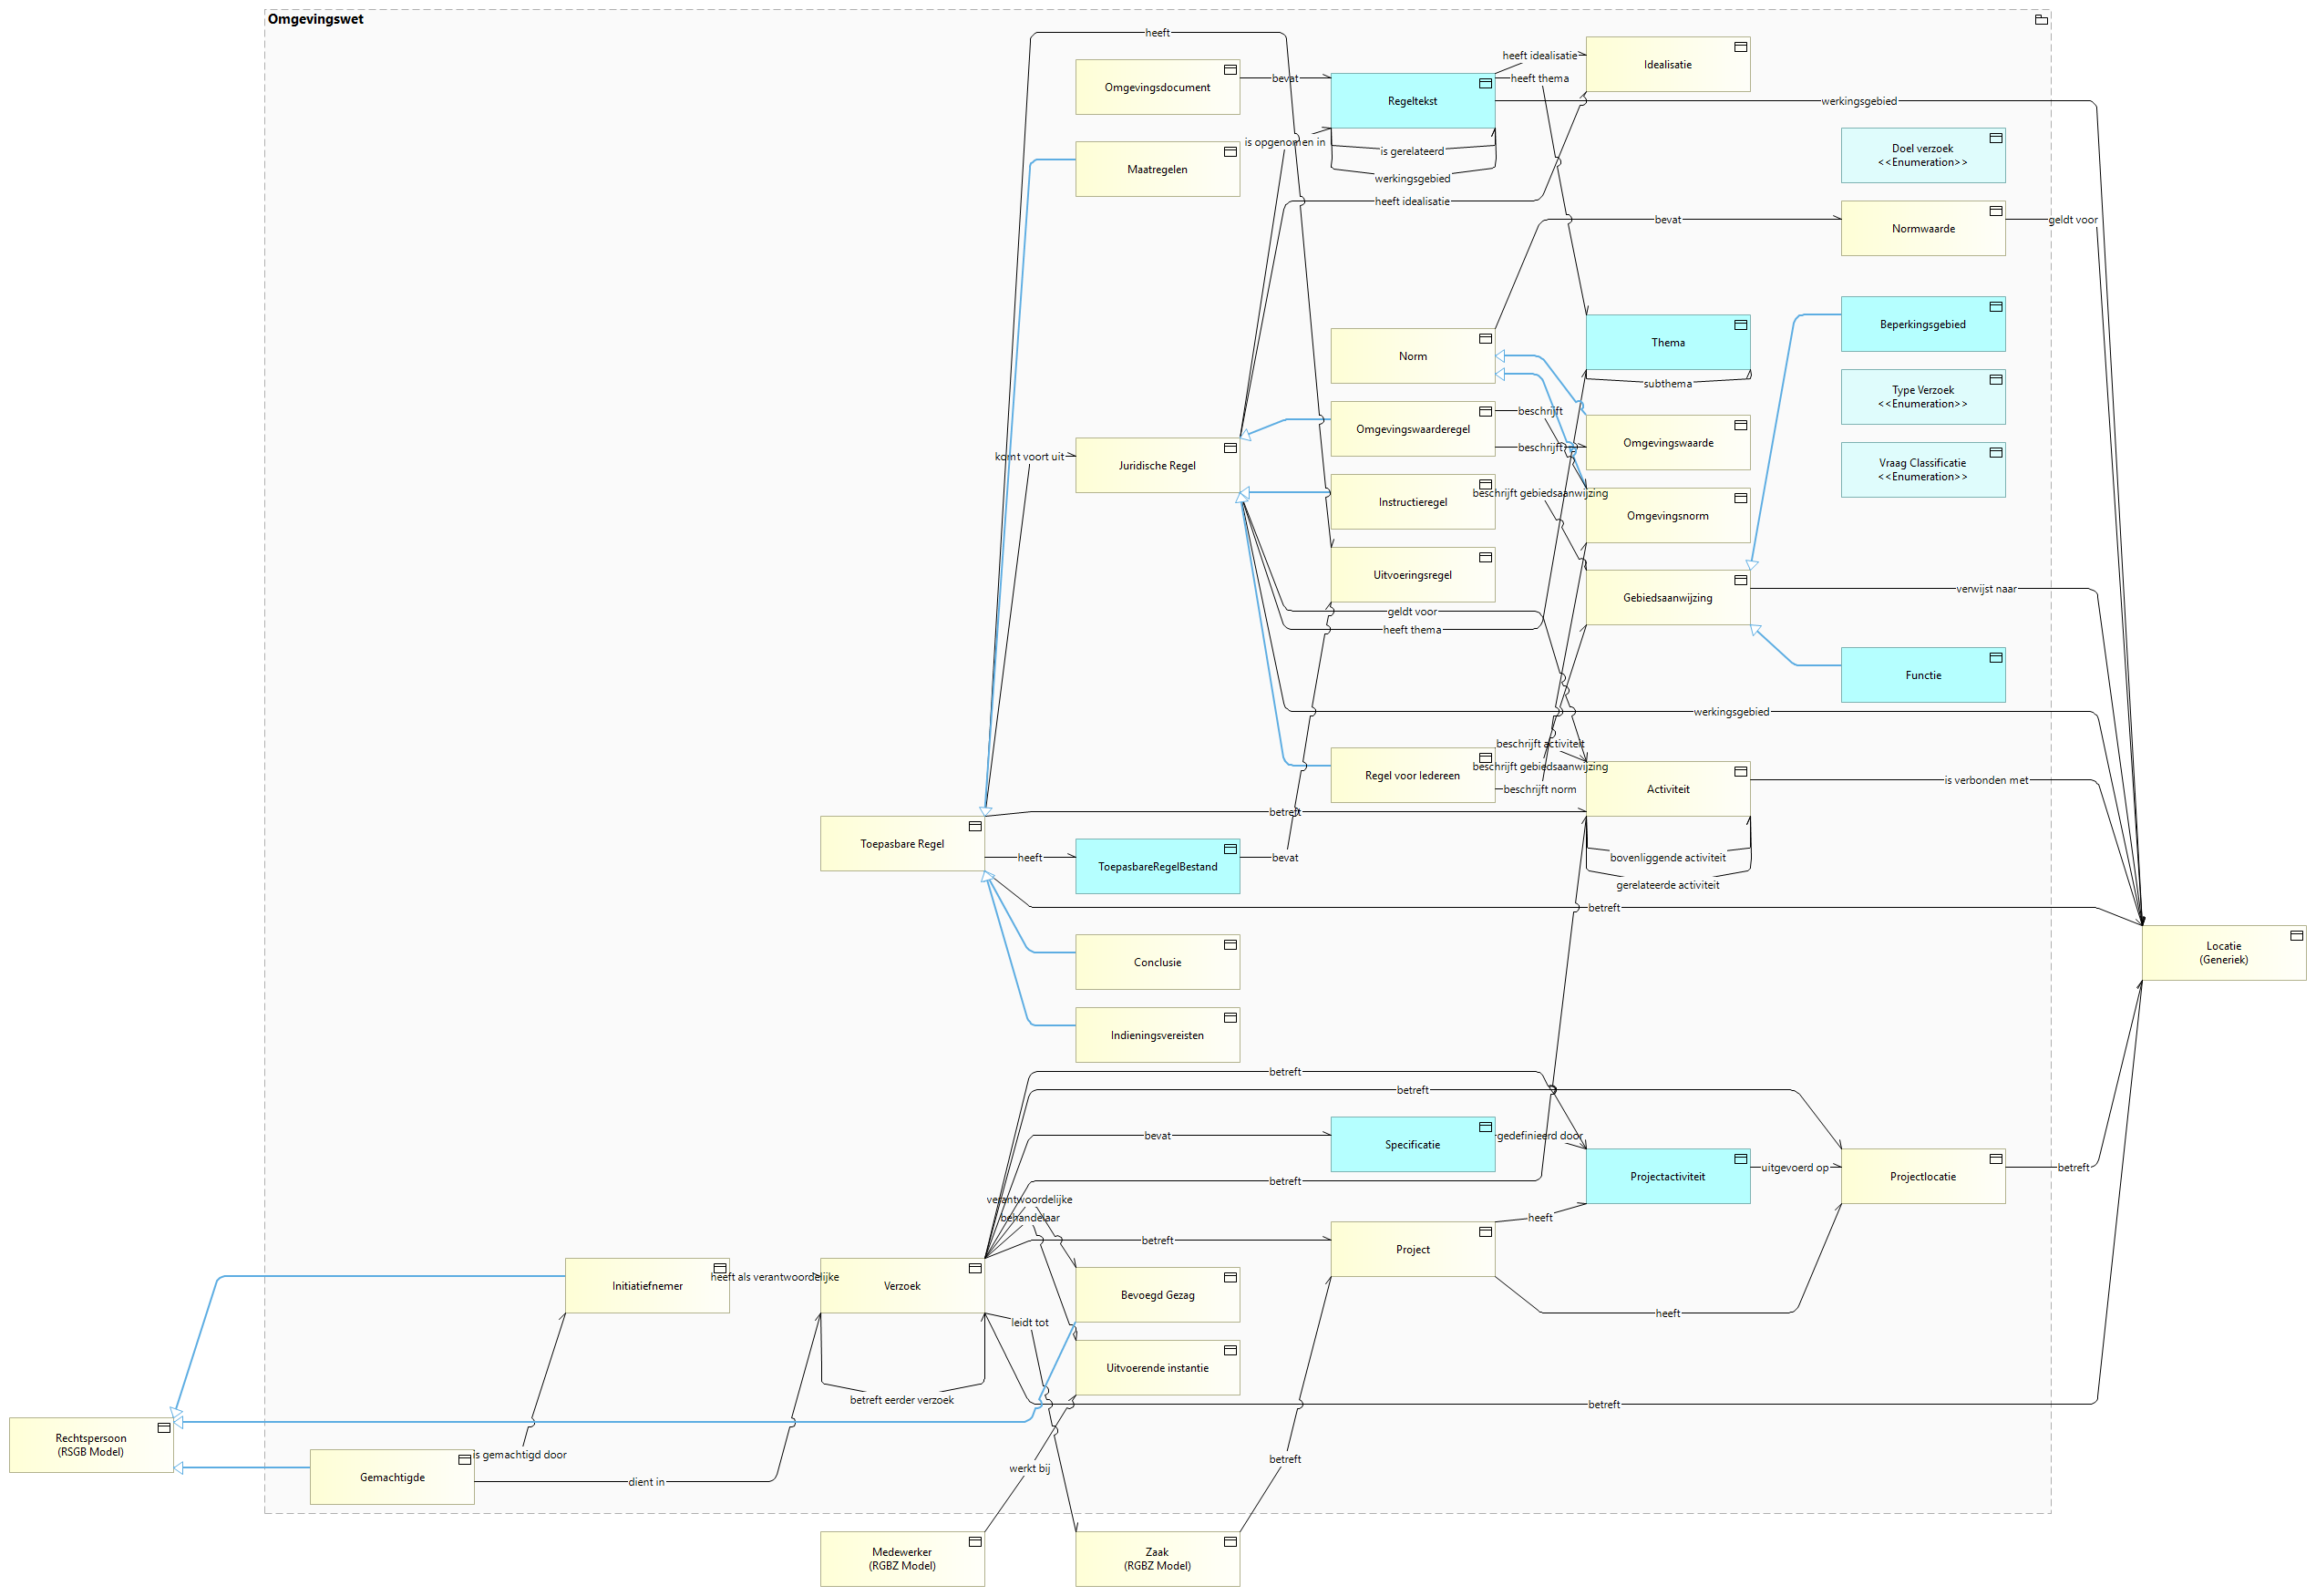 Omgevingswet
heeft
Omgevingsdocument
bevat
Regeltekst
heeft idealisatie
heeft thema
Idealisatie
werkingsgebied
Maatregelen
is opgenomen in
is gerelateerd
werkingsgebied
heeft idealisatie
Doel verzoek
<<Enumeration>>
bevat
Normwaarde
geldt voor
Norm
Thema
subthema
Beperkingsgebied
Type Verzoek
<<Enumeration>>
Omgevingswaarderegel
beschrijft
beschrijft
Omgevingswaarde
komt voort uit
Juridische Regel
Vraag Classificatie
<<Enumeration>>
Instructieregel
beschrijft gebiedsaanwijzing
Omgevingsnorm
Uitvoeringsregel
Gebiedsaanwijzing
verwijst naar
geldt voor
heeft thema
Functie
werkingsgebied
Regel voor Iedereen
beschrijft activiteit
beschrijft gebiedsaanwijzing
beschrijft norm
Activiteit
is verbonden met
betreft
Toepasbare Regel
heeft
ToepasbareRegelBestand
bevat
bovenliggende activiteit
gerelateerde activiteit
betreft
Conclusie
Locatie
(Generiek)
Indieningsvereisten
betreft
betreft
bevat
Specificatie
gedefinieerd door
betreft
Projectactiviteit
uitgevoerd op
Projectlocatie
betreft
verantwoordelijke
behandelaar
heeft
betreft
Project
Initiatiefnemer
heeft als verantwoordelijke
Verzoek
Bevoegd Gezag
heeft
leidt tot
Uitvoerende instantie
betreft eerder verzoek
betreft
Rechtspersoon
(RSGB Model)
is gemachtigd door
Gemachtigde
dient in
werkt bij
betreft
Medewerker
(RGBZ Model)
Zaak
(RGBZ Model)